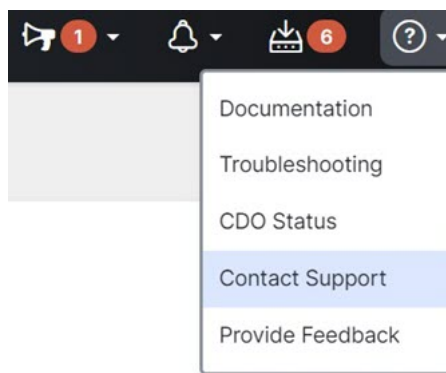 1
6
?
Documentation
Troubleshooting
CDO Status
Contact Support
Provide Feedback